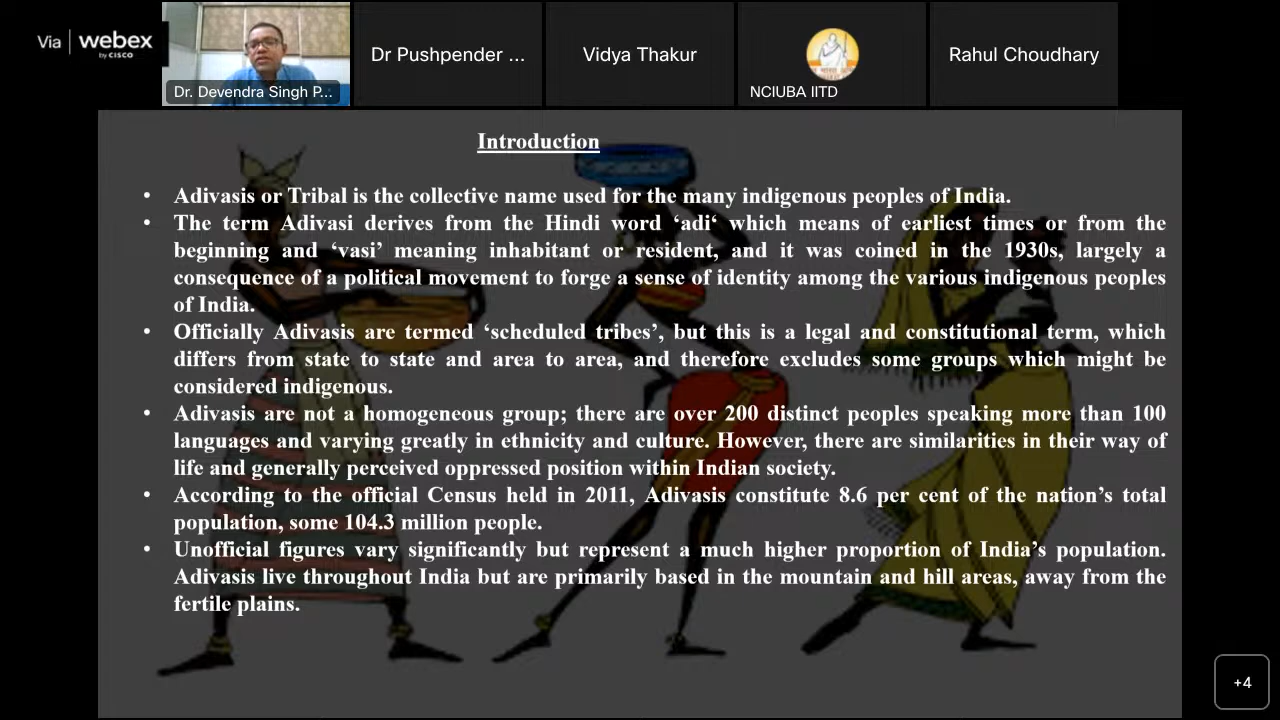 Via | webex
by CISCO
Dr. Devendra Singh P...
Dr Pushpender ...
Vidya Thakur
NCIUBA IITD
Rahul Choudhary
Introduction
• Adivasis or Tribal is the collective name used for the many indigenous peoples of India.
• The term Adivasi derives from the Hindi word ‘adi‘ which means of earliest times or from the
beginning and ‘vasi’ meaning inhabitant or resident, and it was coined in the 1930s, largely a
consequence of a political movement to forge a sense of identity among the various indigenous peoples
of India.
• Officially Adivasis are termed ‘scheduled tribes’, but this is a legal and constitutional term, which
differs from state to state and area to area, and therefore excludes some groups which might be
considered indigenous.
• Adivasis are not a homogeneous group; there are over 200 distinct peoples speaking more than 100
languages and varying greatly in ethnicity and culture. However, there are similarities in their way of
life and generally perceived oppressed position within Indian society.
• According to the official Census held in 2011, Adivasis constitute 8.6 per cent of the nation’s total
population, some 104.3 million people.
• Unofficial figures vary significantly but represent a much higher proportion of India’s population.
Adivasis live throughout India but are primarily based in the mountain and hill areas, away from the
fertile plains.
+4